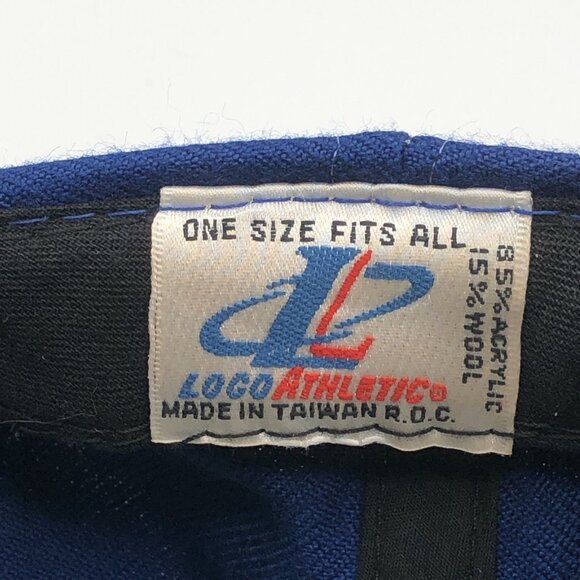 ONE SIZE FITS ALL
85% ACRYLIC
15% WOOL
LOGO ATHLETIC®
MADE IN TAIWAN R.O.C.